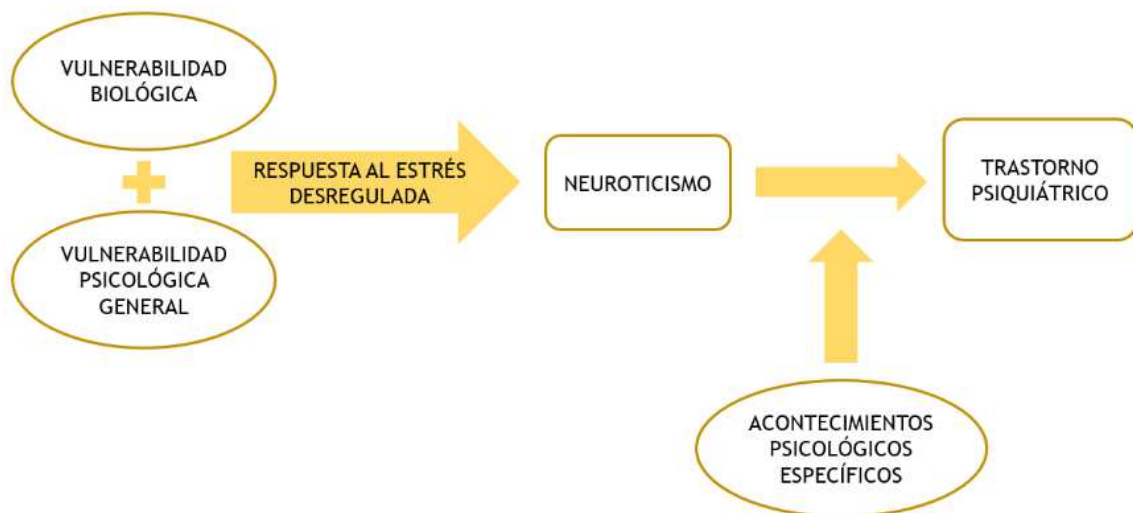 VULNERABILIDAD
BIOLÓGICA
VULNERABILIDAD
PSICOLÓGICA
GENERAL
RESPUESTA AL ESTRÉS
DESREGULADA
NEUROTICISMO
TRASTORNO
PSIQUIÁTRICO
ACONTECIMIENTOS
PSICOLÓGICOS
ESPECÍFICOS